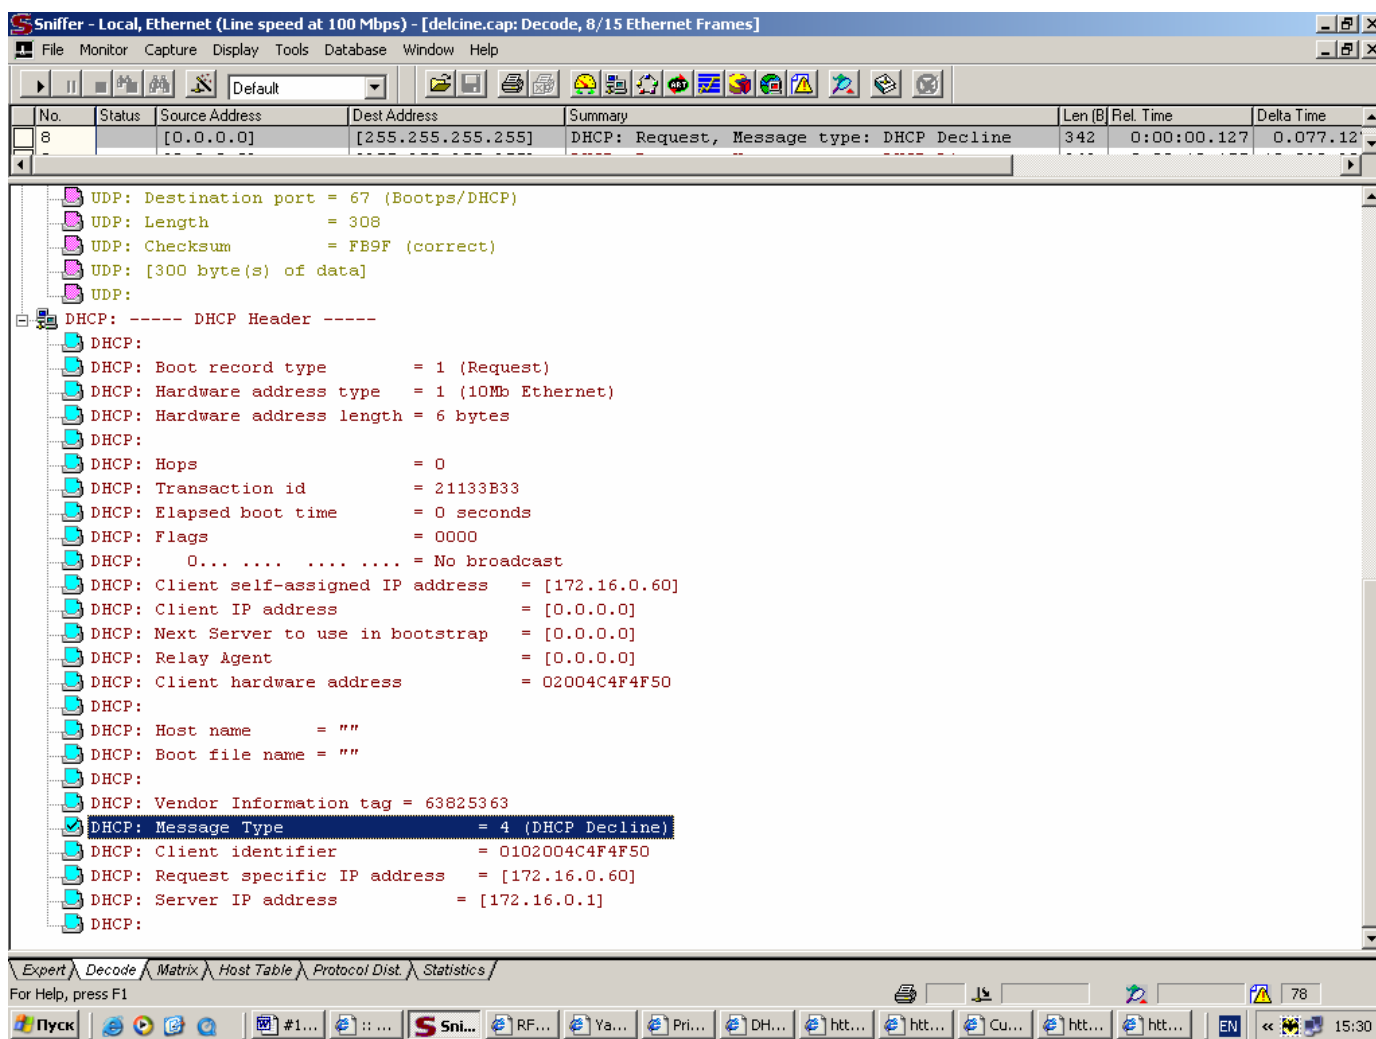 Sniffer - Local, Ethernet (Line speed at 100 Mbps) - [delcine.cap: Decode, 8/15 Ethernet Frames]
File Monitor Capture Display Tools Database Window Help
Default
No. Status Source Address Dest Address Summary Len (B) Rel. Time Delta Time
8 [0.0.0.0] [255.255.255.255] DHCP: Request, Message type: DHCP Decline 342 0:00:00.127 0.077.12
UDP: Destination port = 67 (Bootps/DHCP)
UDP: Length = 308
UDP: Checksum = FB9F (correct)
UDP: [300 byte(s) of data]
UDP:
DHCP: ----- DHCP Header -----
DHCP:
DHCP: Boot record type = 1 (Request)
DHCP: Hardware address type = 1 (10Mb Ethernet)
DHCP: Hardware address length = 6 bytes
DHCP:
DHCP: Hops = 0
DHCP: Transaction id = 21133B33
DHCP: Elapsed boot time = 0 seconds
DHCP: Flags = 0000
DHCP: 0... .... .... .... = No broadcast
DHCP: Client self-assigned IP address = [172.16.0.60]
DHCP: Client IP address = [0.0.0.0]
DHCP: Next Server to use in bootstrap = [0.0.0.0]
DHCP: Relay Agent = [0.0.0.0]
DHCP: Client hardware address = 02004C4F4F50
DHCP:
DHCP: Host name = ""
DHCP: Boot file name = ""
DHCP:
DHCP: Vendor Information tag = 63825363
DHCP: Message Type = 4 (DHCP Decline)
DHCP: Client identifier = 0102004C4F4F50
DHCP: Request specific IP address = [172.16.0.60]
DHCP: Server IP address = [172.16.0.1]
DHCP:
Expert Decode Matrix Host Table Protocol Dist. Statistics
For Help, press F1 78
Пуск #1... :: ... Sni... RF... Ya... Pri... DH... htt... htt... Cu... htt... htt... EN « 15:30